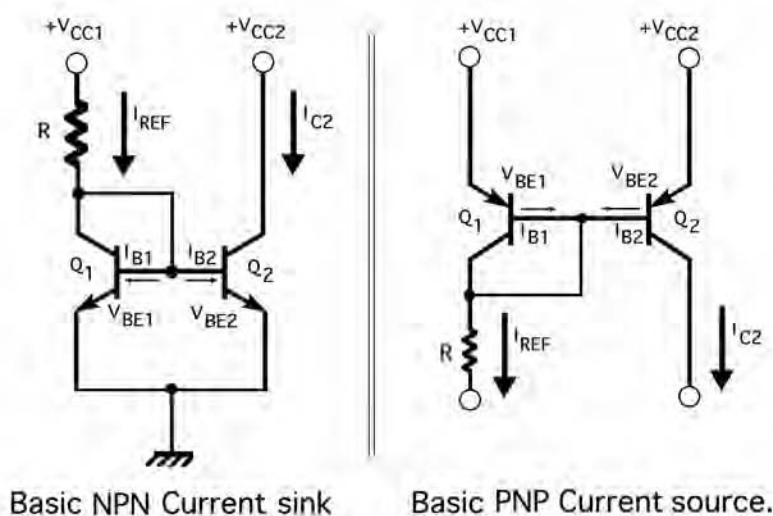 +VCC1
+VCC2
R
IREF
IC2
IB1
IB2
Q1
Q2
VBE1
VBE2
Basic NPN Current sink
+VCC1
+VCC2
VBE1
VBE2
Q1
IB1
IB2
Q2
R
IREF
IC2
Basic PNP Current source.